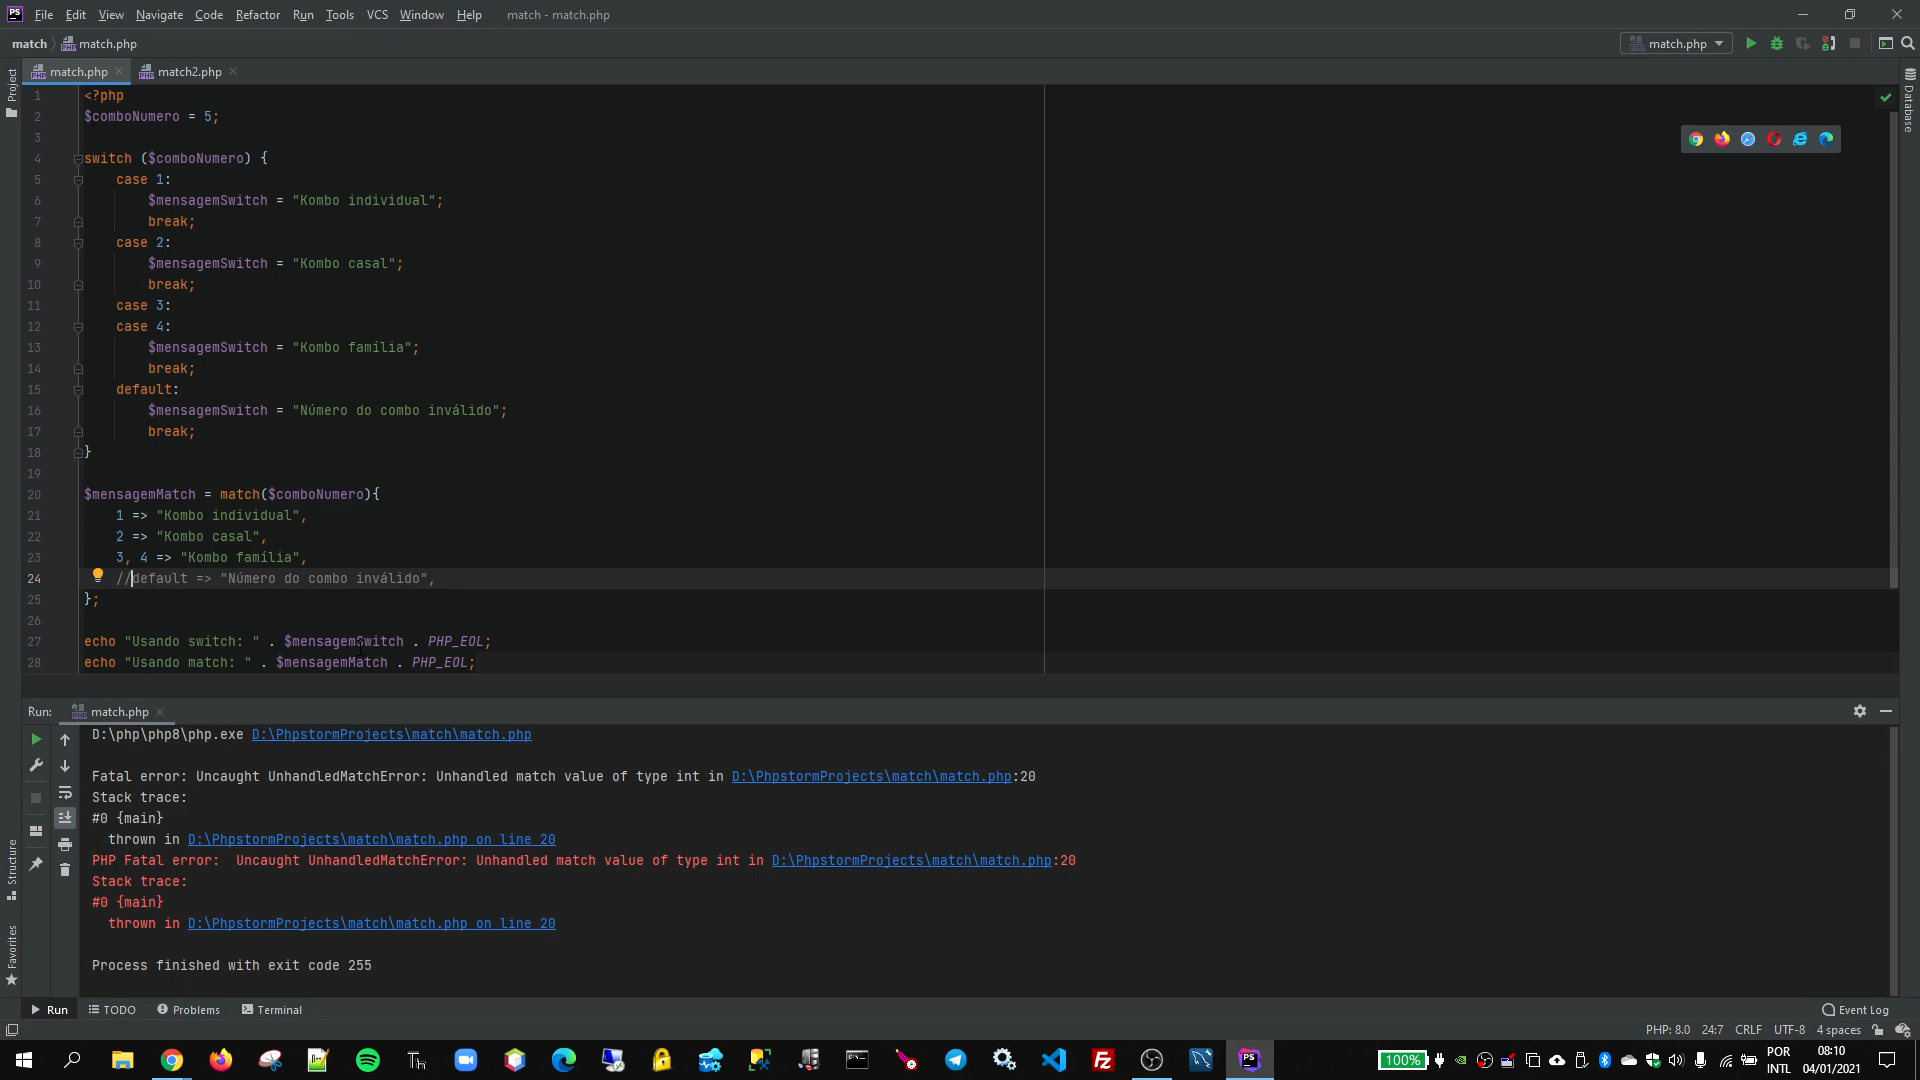 PS File Edit View Navigate Code Refactor Run Tools VCS Window Help match - match.php
match match.php match.php
Project match.php match2.php
1 <?php
2 $comboNumero = 5;
3
4 switch ($comboNumero) {
5 case 1:
6 $mensagemSwitch = "Kombo individual";
7 break;
8 case 2:
9 $mensagemSwitch = "Kombo casal";
10 break;
11 case 3:
12 case 4:
13 $mensagemSwitch = "Kombo família";
14 break;
15 default:
16 $mensagemSwitch = "Número do combo inválido";
17 break;
18 }
19
20 $mensagemMatch = match($comboNumero){
21 1 => "Kombo individual",
22 2 => "Kombo casal",
23 3, 4 => "Kombo família",
24 //default => "Número do combo inválido",
25 };
26
27 echo "Usando switch: " . $mensagemSwitch . PHP_EOL;
28 echo "Usando match: " . $mensagemMatch . PHP_EOL;
Database
Run: match.php
D:\php\php8\php.exe D:\PhpstormProjects\match\match.php
Fatal error: Uncaught UnhandledMatchError: Unhandled match value of type int in D:\PhpstormProjects\match\match.php:20
Stack trace:
#0 {main}
thrown in D:\PhpstormProjects\match\match.php on line 20
PHP Fatal error:  Uncaught UnhandledMatchError: Unhandled match value of type int in D:\PhpstormProjects\match\match.php:20
Stack trace:
#0 {main}
thrown in D:\PhpstormProjects\match\match.php on line 20
Process finished with exit code 255
Structure
Favorites
Run TODO Problems Terminal Event Log
PHP: 8.0 24:7 CRLF UTF-8 4 spaces
100% POR 08:10
INTL 04/01/2021